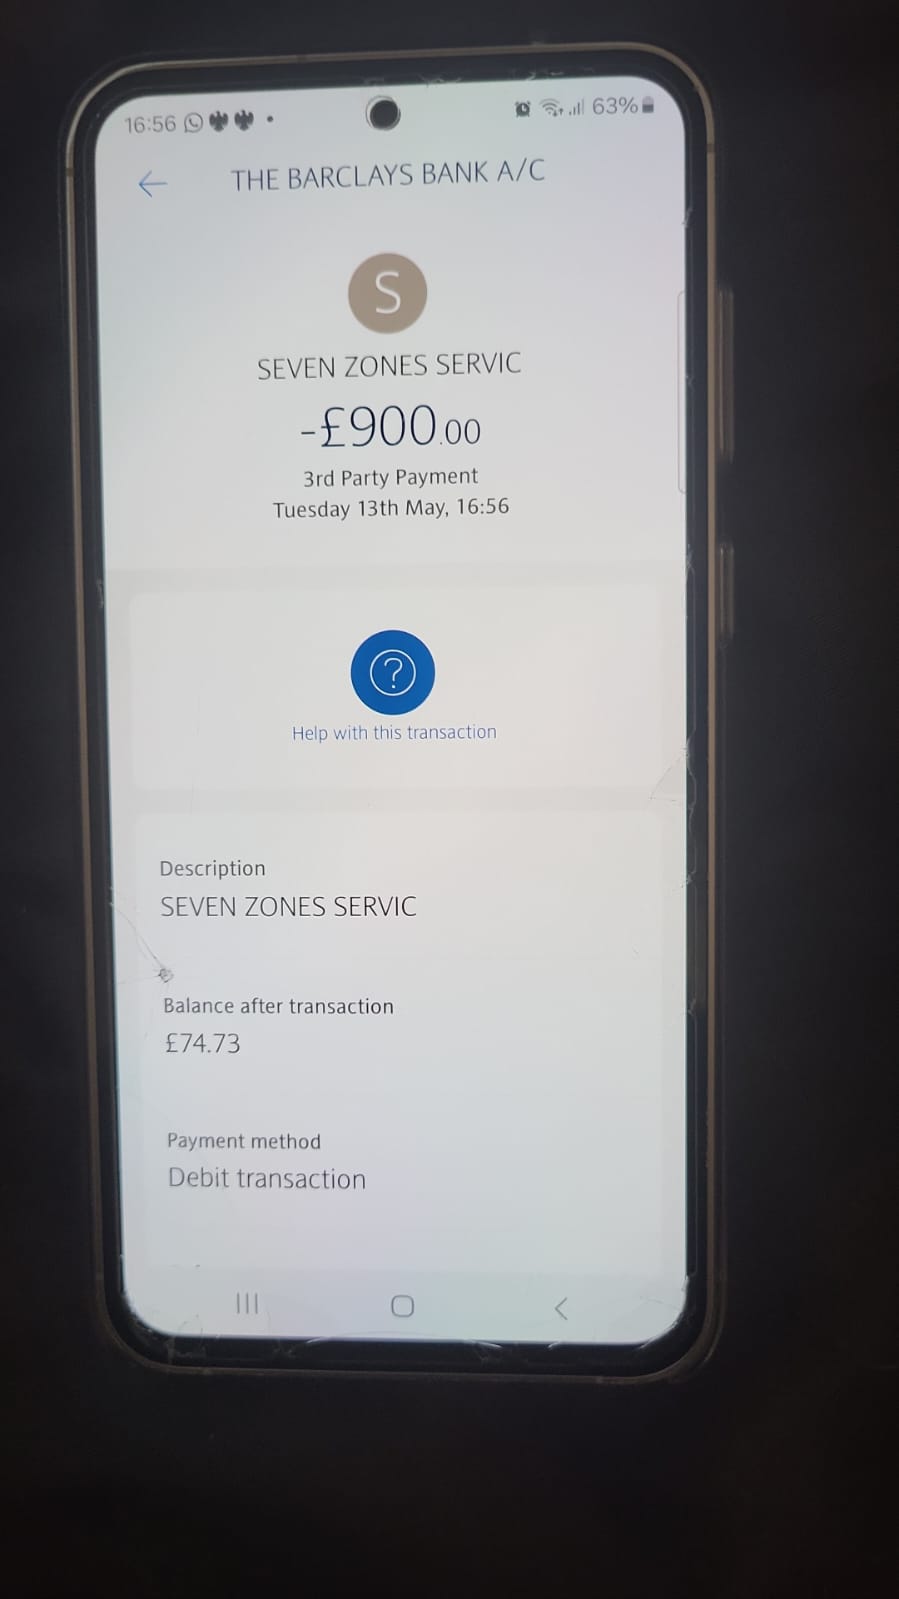 16:56
63%
THE BARCLAYS BANK A/C
S
SEVEN ZONES SERVIC
-£900.00
3rd Party Payment
Tuesday 13th May, 16:56
?
Help with this transaction
Description
SEVEN ZONES SERVIC
Balance after transaction
£74.73
Payment method
Debit transaction